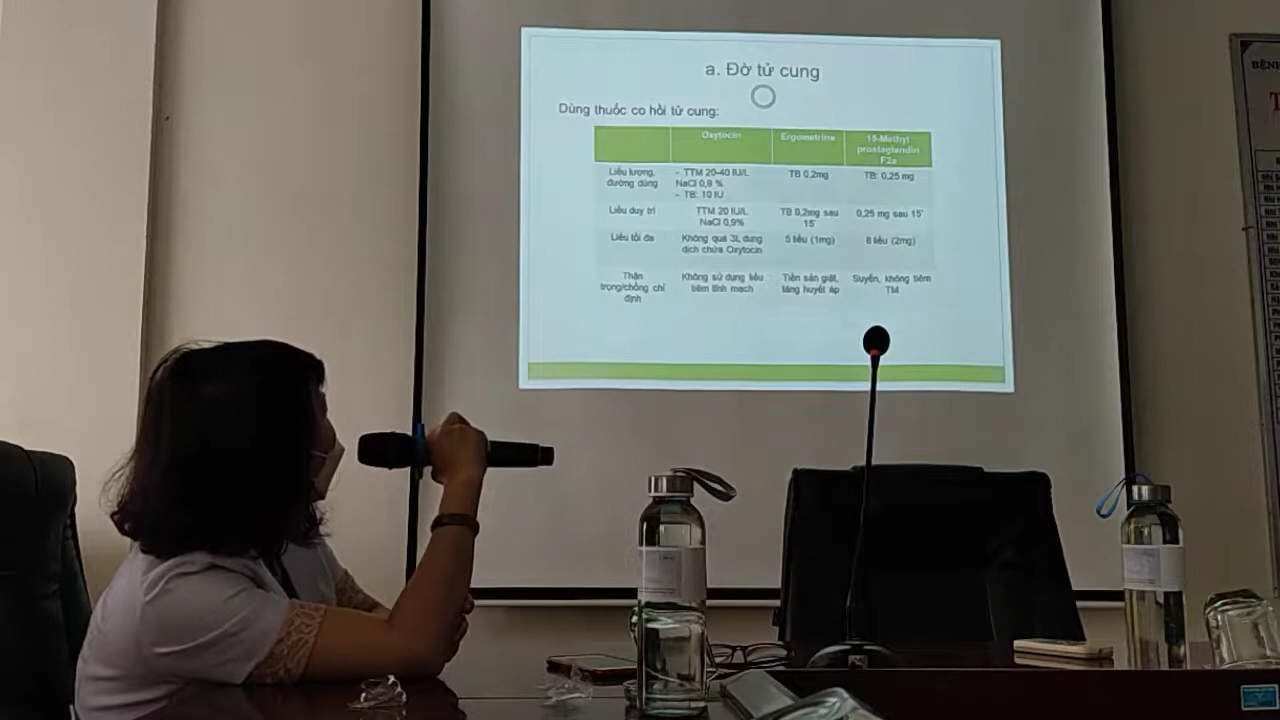 a. Đờ tử cung
Dùng thuốc co hồi tử cung:
Oxytocin
Ergometrine
15-Methyl
prostaglandin
F2a
Liều lượng,
đường dùng
- TTM 20-40 IU/L
NaCl 0,9 %
- TB: 10 IU
TB 0,2mg
TB: 0,25 mg
Liều duy trì
TTM 20 IU/L
NaCl 0,9%
TB 0,2mg sau
15'
0,25 mg sau 15'
Liều tối đa
Không quá 3L dung
dịch chứa Oxytocin
5 liều (1mg)
8 liều (2mg)
Thận
trọng/chống chỉ
định
Không sử dụng liều
tiêm tĩnh mạch
Tiền sản giật,
tăng huyết áp
Suyễn, không tiêm
TM
BỆNH